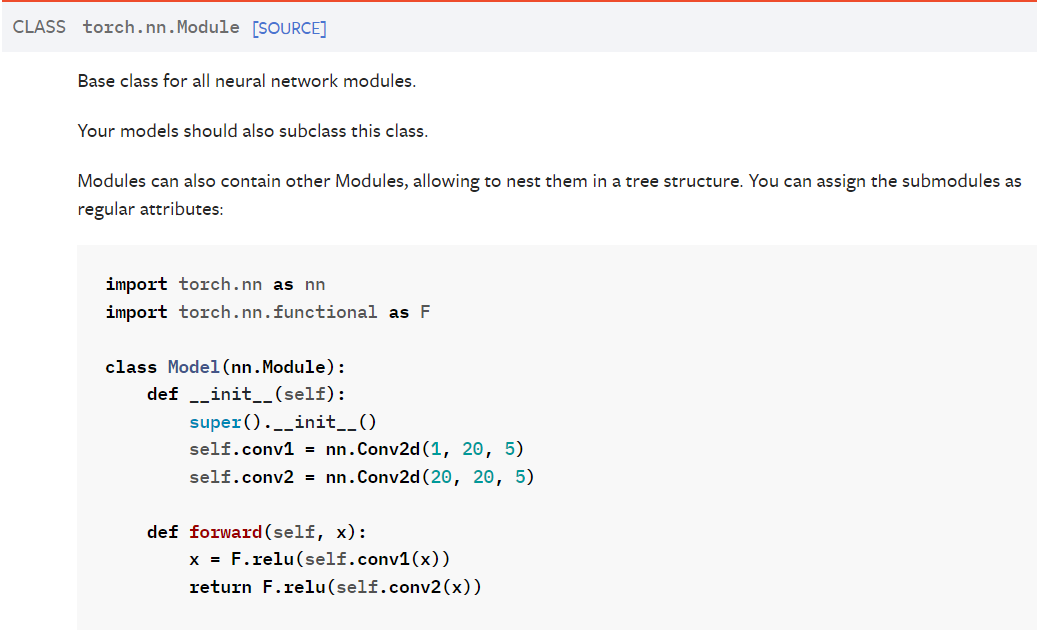 CLASS torch.nn.Module [SOURCE]
Base class for all neural network modules.
Your models should also subclass this class.
Modules can also contain other Modules, allowing to nest them in a tree structure. You can assign the submodules as
regular attributes:
import torch.nn as nn
import torch.nn.functional as F
class Model(nn.Module):
    def __init__(self):
        super().__init__()
        self.conv1 = nn.Conv2d(1, 20, 5)
        self.conv2 = nn.Conv2d(20, 20, 5)
    def forward(self, x):
        x = F.relu(self.conv1(x))
        return F.relu(self.conv2(x))